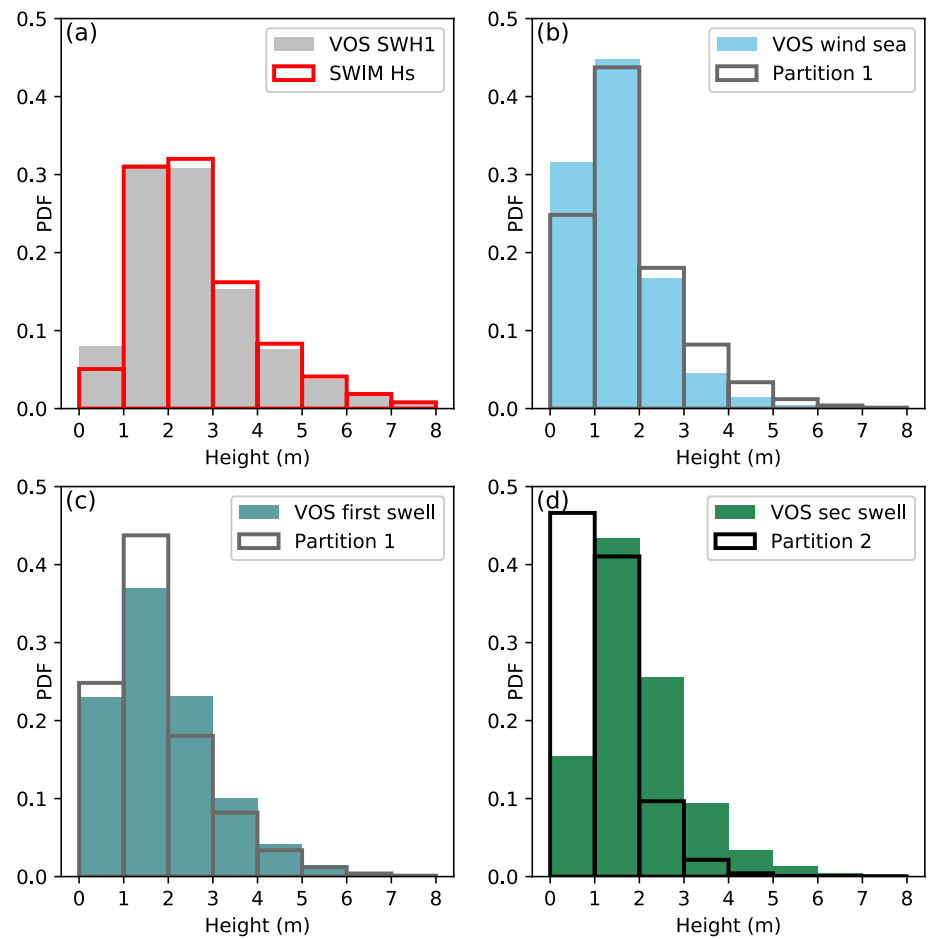 (a)
VOS SWH1
SWIM Hs
PDF
0.5
0.4
0.3
0.2
0.1
0.0
0 1 2 3 4 5 6 7 8
Height (m)
(b)
VOS wind sea
Partition 1
PDF
0.5
0.4
0.3
0.2
0.1
0.0
0 1 2 3 4 5 6 7 8
Height (m)
(c)
VOS first swell
Partition 1
PDF
0.5
0.4
0.3
0.2
0.1
0.0
0 1 2 3 4 5 6 7 8
Height (m)
(d)
VOS sec swell
Partition 2
PDF
0.5
0.4
0.3
0.2
0.1
0.0
0 1 2 3 4 5 6 7 8
Height (m)